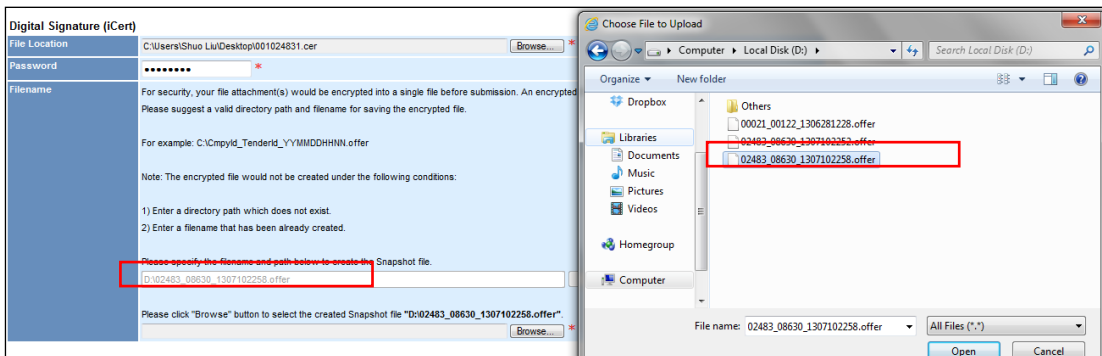 Digital Signature (iCert)
File Location
C:\Users\Shuo Liu\Desktop\001024831.cer
Browse... *
Password
•••••••• *
Filename
For security, your file attachment(s) would be encrypted into a single file before submission. An encrypted
Please suggest a valid directory path and filename for saving the encrypted file.
For example: C:\CmpyId_TenderId_YYMMDDHHNN.offer
Note: The encrypted file would not be created under the following conditions:
1) Enter a directory path which does not exist.
2) Enter a filename that has been already created.
Please specify the filename and path below to create the Snapshot file.
D:\02483_08630_1307102258.offer
Please click "Browse" button to select the created Snapshot file "D:\02483_08630_1307102258.offer".
Browse... *
Choose File to Upload
Computer Local Disk (D:)
Search Local Disk (D:)
Organize New folder
Dropbox
Libraries
Documents
Music
Pictures
Videos
Homegroup
Computer
Others
00021_00122_1306281228.offer
02483_08630_1307102252.offer
02483_08630_1307102258.offer
File name: 02483_08630_1307102258.offer
All Files (*.*)
Open Cancel